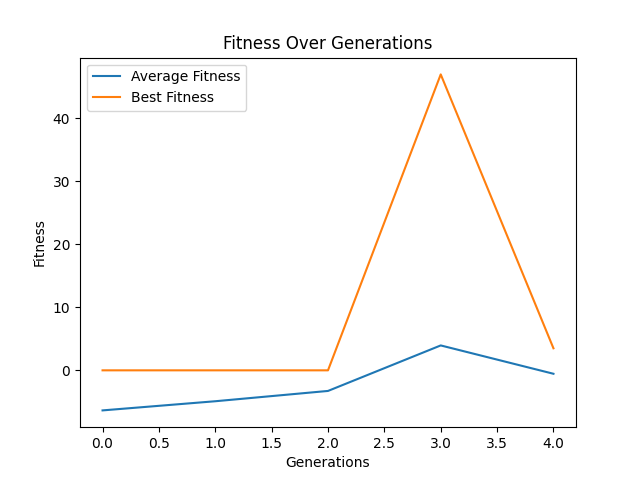 Fitness Over Generations
Average Fitness
Best Fitness
Fitness
40
30
20
10
0
0.0 0.5 1.0 1.5 2.0 2.5 3.0 3.5 4.0
Generations